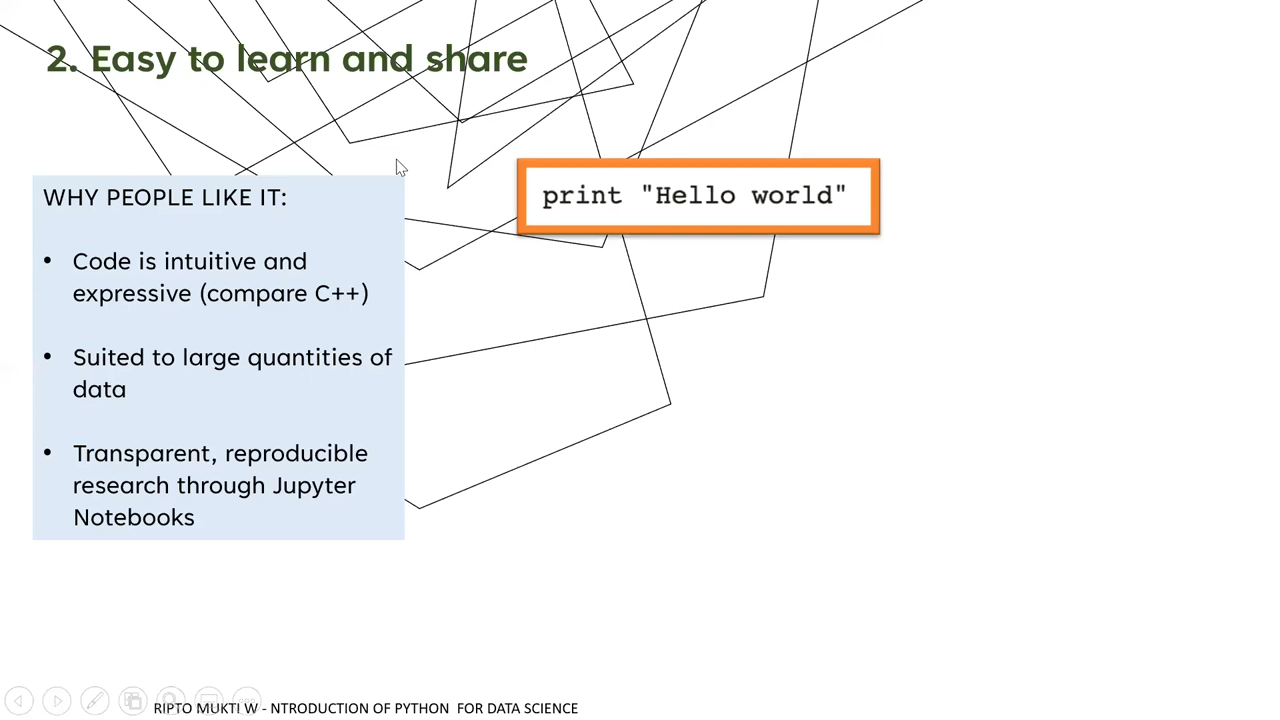 2. Easy to learn and share
WHY PEOPLE LIKE IT:
• Code is intuitive and
expressive (compare C++)
• Suited to large quantities of
data
• Transparent, reproducible
research through Jupyter
Notebooks
print "Hello world"
RIPTO MUKTI W - NTRODUCTION OF PYTHON FOR DATA SCIENCE